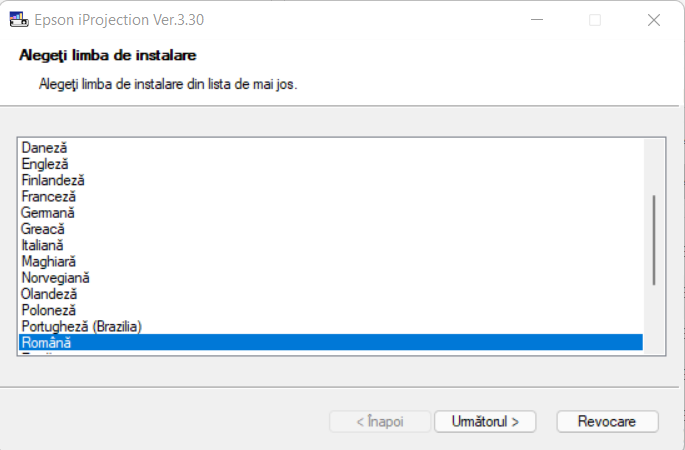 Epson iProjection Ver.3.30
Alegeţi limba de instalare
Alegeţi limba de instalare din lista de mai jos.
Daneză
Engleză
Finlandeză
Franceză
Germană
Greacă
Italiană
Maghiară
Norvegiană
Olandeză
Poloneză
Portugheză (Brazilia)
Română
< Înapoi
Următorul >
Revocare